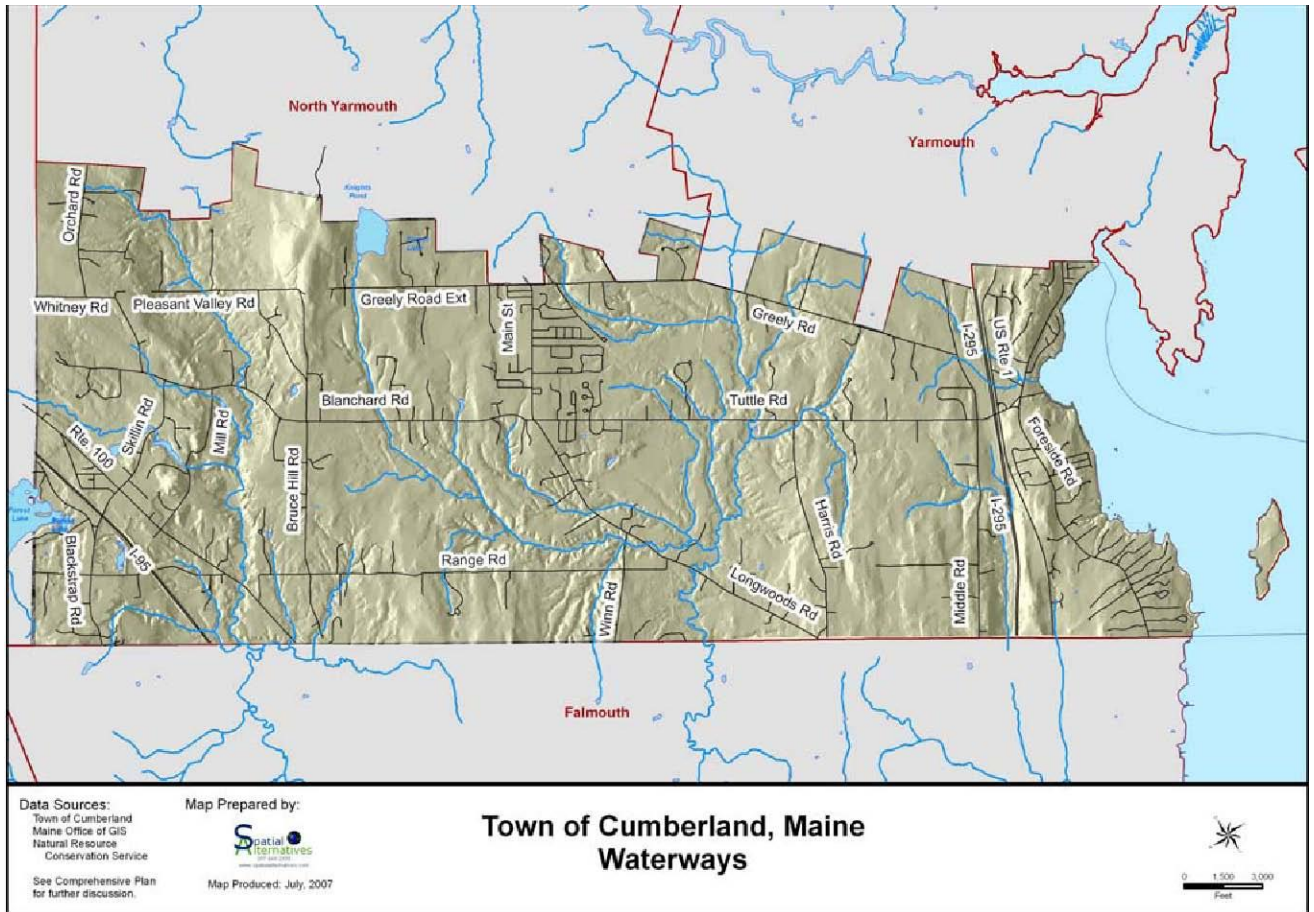 North Yarmouth
Yarmouth
Orchard Rd
Knights
Pond
Whitney Rd
Pleasant Valley Rd
Greely Road Ext
Main St
Greely Rd
I-295
US Rte 1
Blanchard Rd
Tuttle Rd
Skillin Rd
Mill Rd
Rte. 100
Bruce Hill Rd
Foreside Rd
Harris Rd
I-295
Forest
Lake
Blackstrap Rd
I-95
Range Rd
Winn Rd
Longwoods Rd
Middle Rd
Falmouth
Data Sources:
Town of Cumberland
Maine Office of GIS
Natural Resource
Conservation Service
See Comprehensive Plan
for further discussion.
Map Prepared by:
Spatial
Alternatives
www.spatialalternatives.com
Map Produced: July, 2007
Town of Cumberland, Maine
Waterways
0 1,500 3,000
Feet